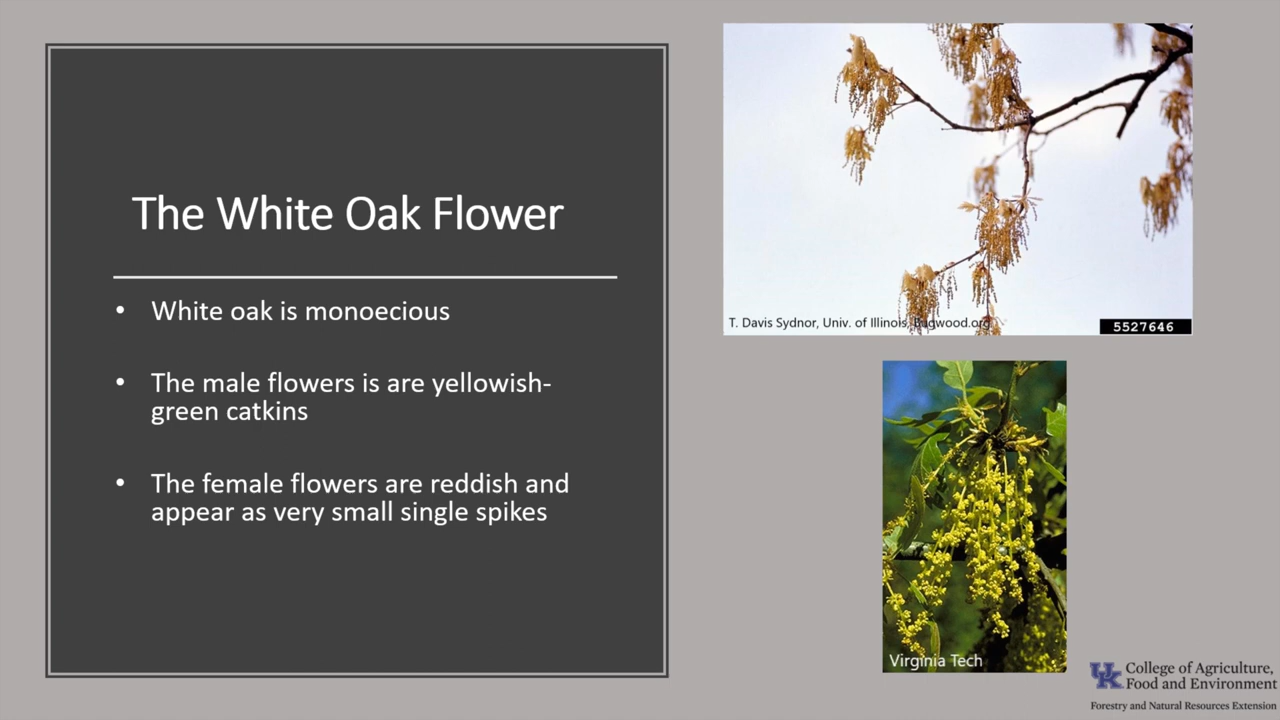 The White Oak Flower
• White oak is monoecious
• The male flowers is are yellowish-
green catkins
• The female flowers are reddish and
appear as very small single spikes
T. Davis Sydnor, Univ. of Illinois, Bugwood.org
5527646
Virginia Tech
UK College of Agriculture,
Food and Environment
Forestry and Natural Resources Extension